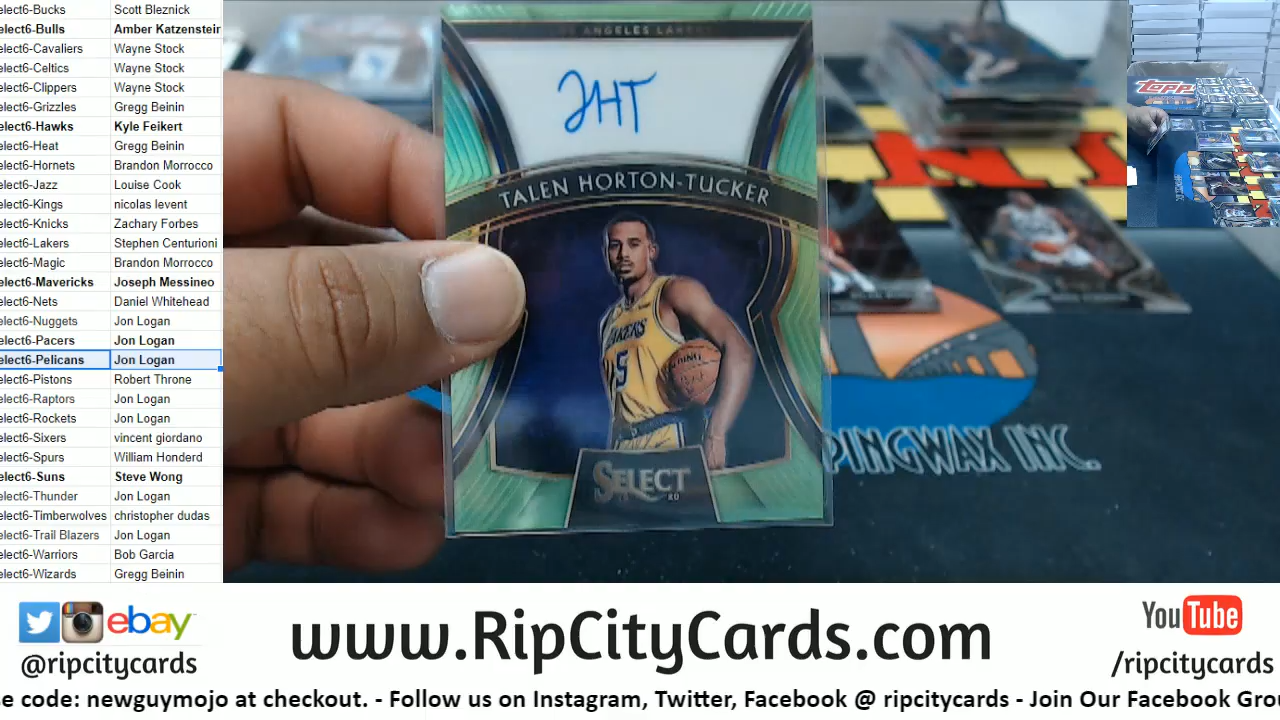 elect6-Bucks Scott Bleznick
elect6-Bulls Amber Katzenstein
elect6-Cavaliers Wayne Stock
elect6-Celtics Wayne Stock
elect6-Clippers Wayne Stock
elect6-Grizzles Gregg Beinin
elect6-Hawks Kyle Feikert
elect6-Heat Gregg Beinin
elect6-Hornets Brandon Morrocco
elect6-Jazz Louise Cook
elect6-Kings nicolas levent
elect6-Knicks Zachary Forbes
elect6-Lakers Stephen Centurioni
elect6-Magic Brandon Morrocco
elect6-Mavericks Joseph Messineo
elect6-Nets Daniel Whitehead
elect6-Nuggets Jon Logan
elect6-Pacers Jon Logan
elect6-Pelicans Jon Logan
elect6-Pistons Robert Throne
elect6-Raptors Jon Logan
elect6-Rockets Jon Logan
elect6-Sixers vincent giordano
elect6-Spurs William Honderd
elect6-Suns Steve Wong
elect6-Thunder Jon Logan
elect6-Timberwolves christopher dudas
elect6-Trail Blazers Jon Logan
elect6-Warriors Bob Garcia
elect6-Wizards Gregg Beinin
LOS ANGELES LAKERS
THT
TALEN HORTON-TUCKER
LAKERS
5
SPALDING
SELECT
PINGWAX INC.
TOPPS
ebay
@ripcitycards
www.RipCityCards.com
YouTube
/ripcitycards
se code: newguymojo at checkout. - Follow us on Instagram, Twitter, Facebook @ ripcitycards - Join Our Facebook Gro